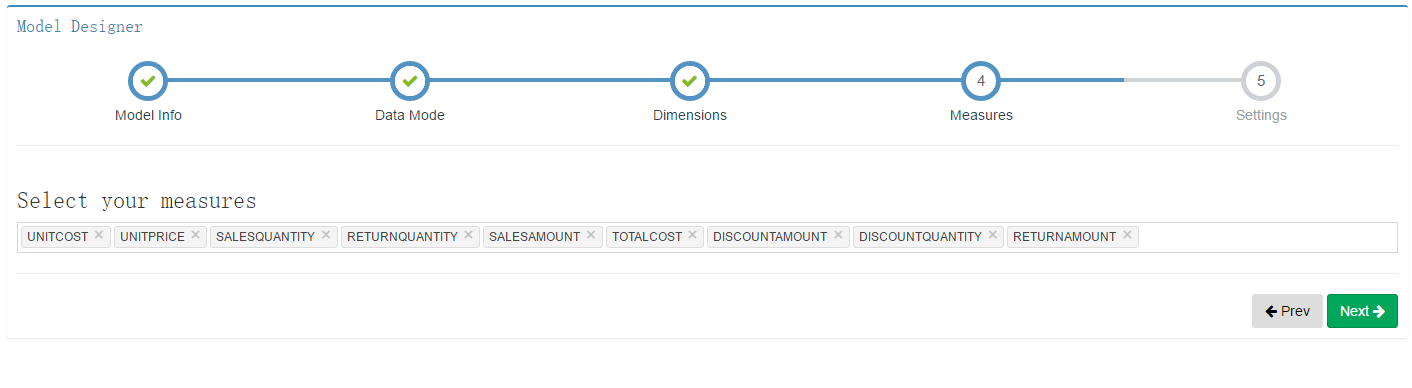 Model Designer
4 5
Model Info Data Mode Dimensions Measures Settings
Select your measures
UNITCOST × UNITPRICE × SALESQUANTITY × RETURNQUANTITY × SALESAMOUNT × TOTALCOST × DISCOUNTAMOUNT × DISCOUNTQUANTITY × RETURNAMOUNT ×
Prev Next